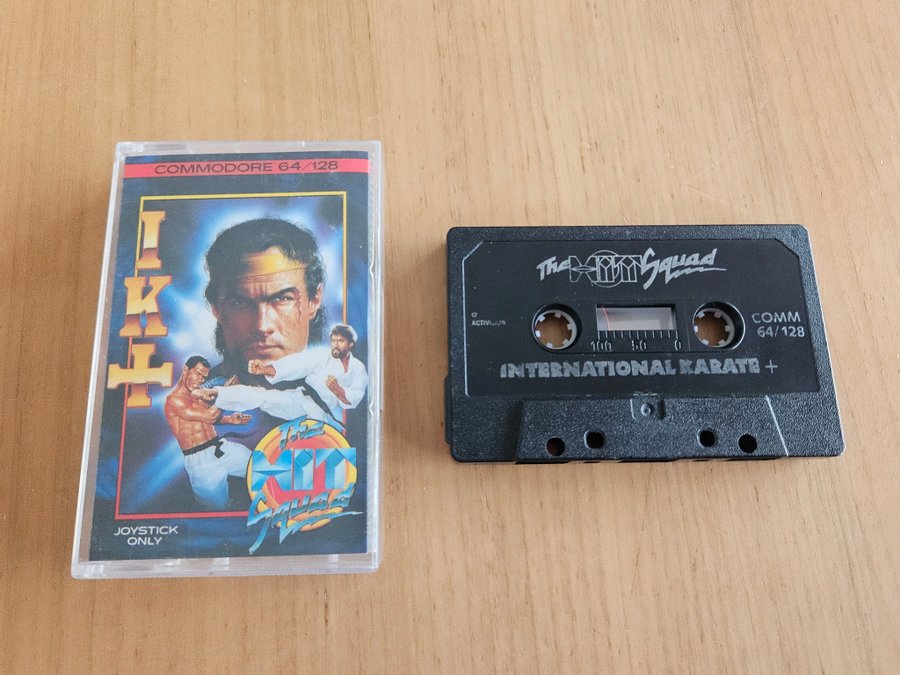 COMMODORE 64/128
IK+
The
HIT
Squad
JOYSTICK
ONLY
The HIT Squad
©
ACTIVISION
COMM
64/128
100 50 0
INTERNATIONAL KARATE +